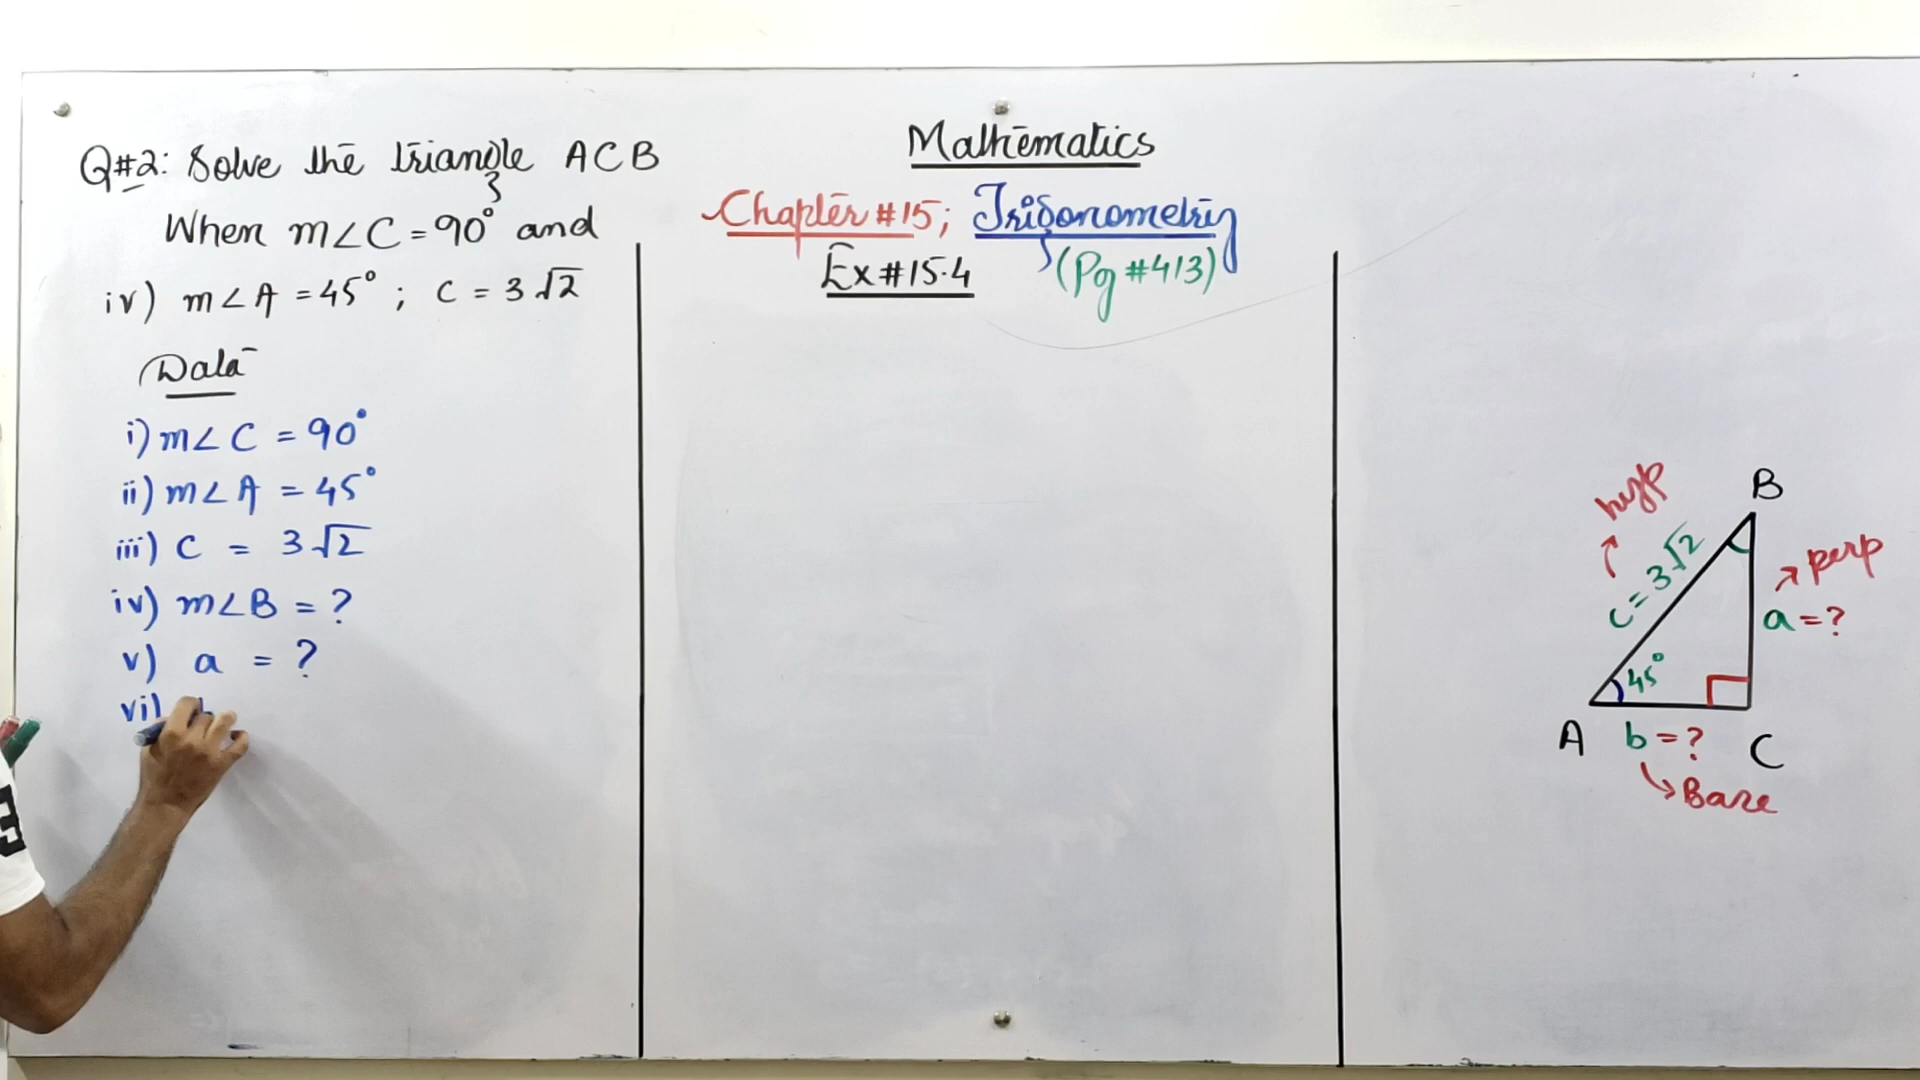 Q#2: Solve the triangle ACB
When m∠C = 90° and
iv) m∠A = 45° ; c = 3√2
Data
i) m∠C = 90°
ii) m∠A = 45°
iii) c = 3√2
iv) m∠B = ?
v) a = ?
vi)
Mathematics
Chapter #15; Trigonometry
Ex #15.4 (Pg #413)
B
hyp
c = 3√2
perp
a = ?
45°
A b = ? C
Base